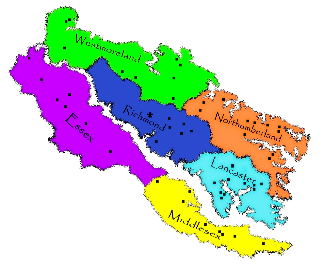 Westmoreland
Richmond
Northumberland
Essex
Lancaster
Middlesex